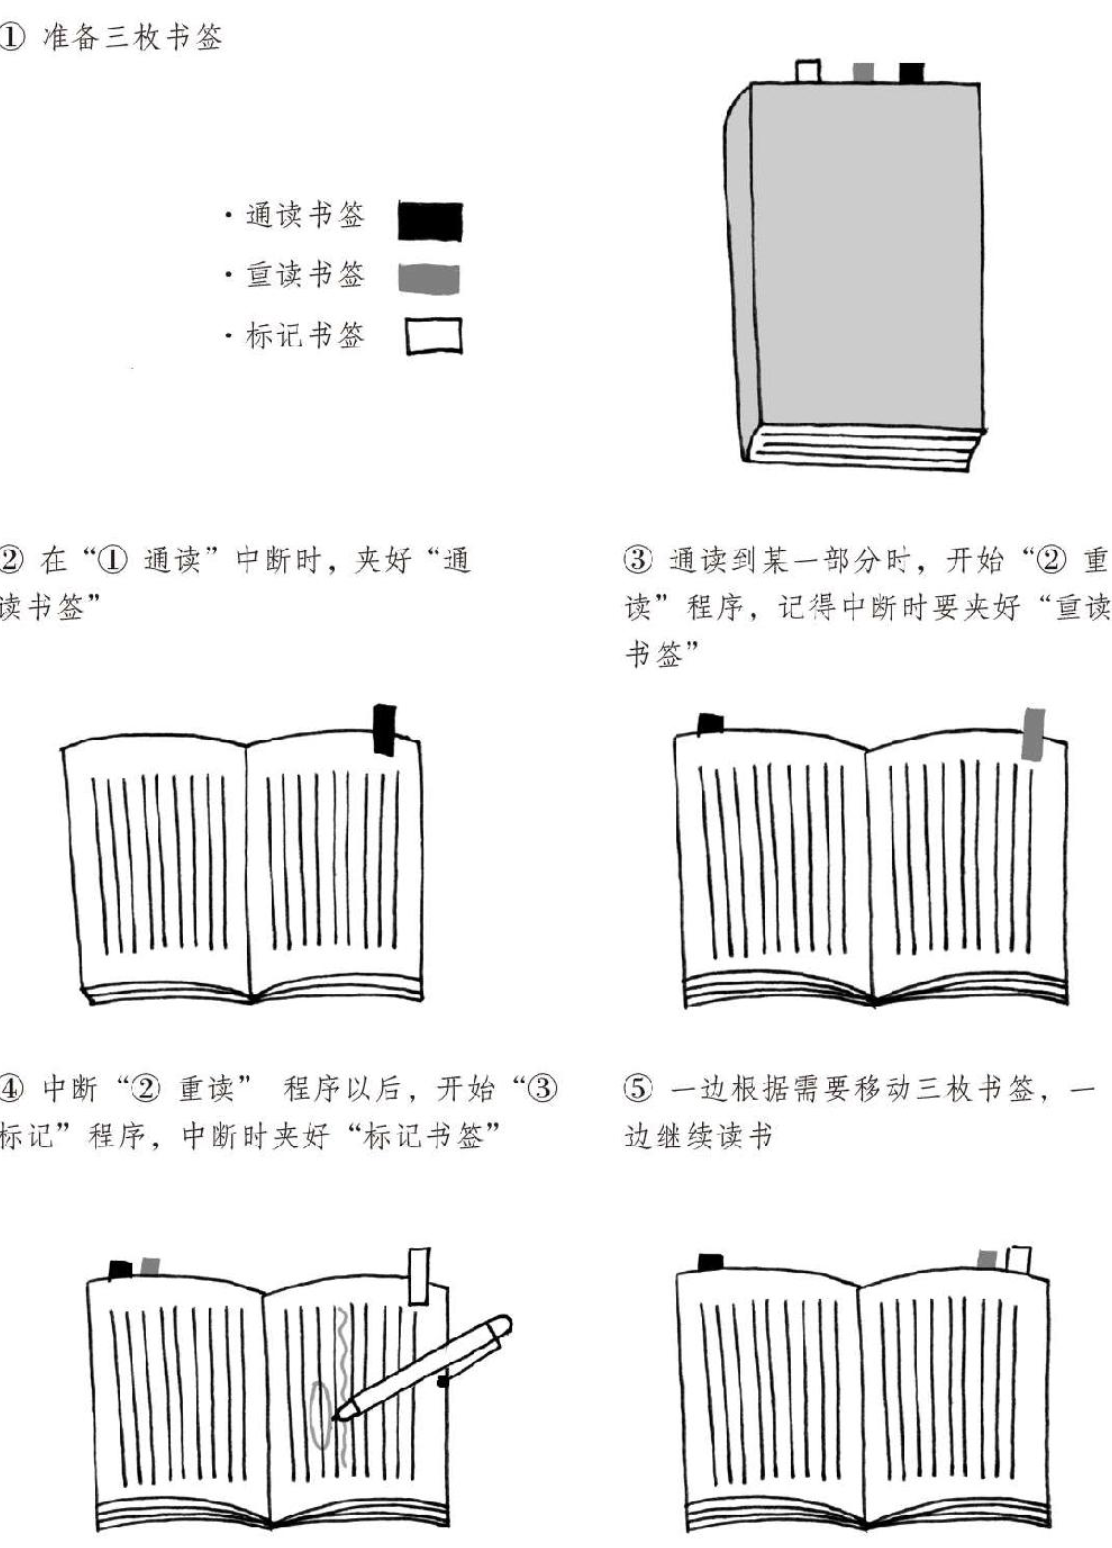 ① 准备三枚书签
·通读书签
·重读书签
·标记书签
② 在“① 通读”中断时，夹好“通
读书签”
③ 通读到某一部分时，开始“② 重
读”程序，记得中断时要夹好“重读
书签”
④ 中断“② 重读” 程序以后，开始“③
标记”程序，中断时夹好“标记书签”
⑤ 一边根据需要移动三枚书签，一
边继续读书